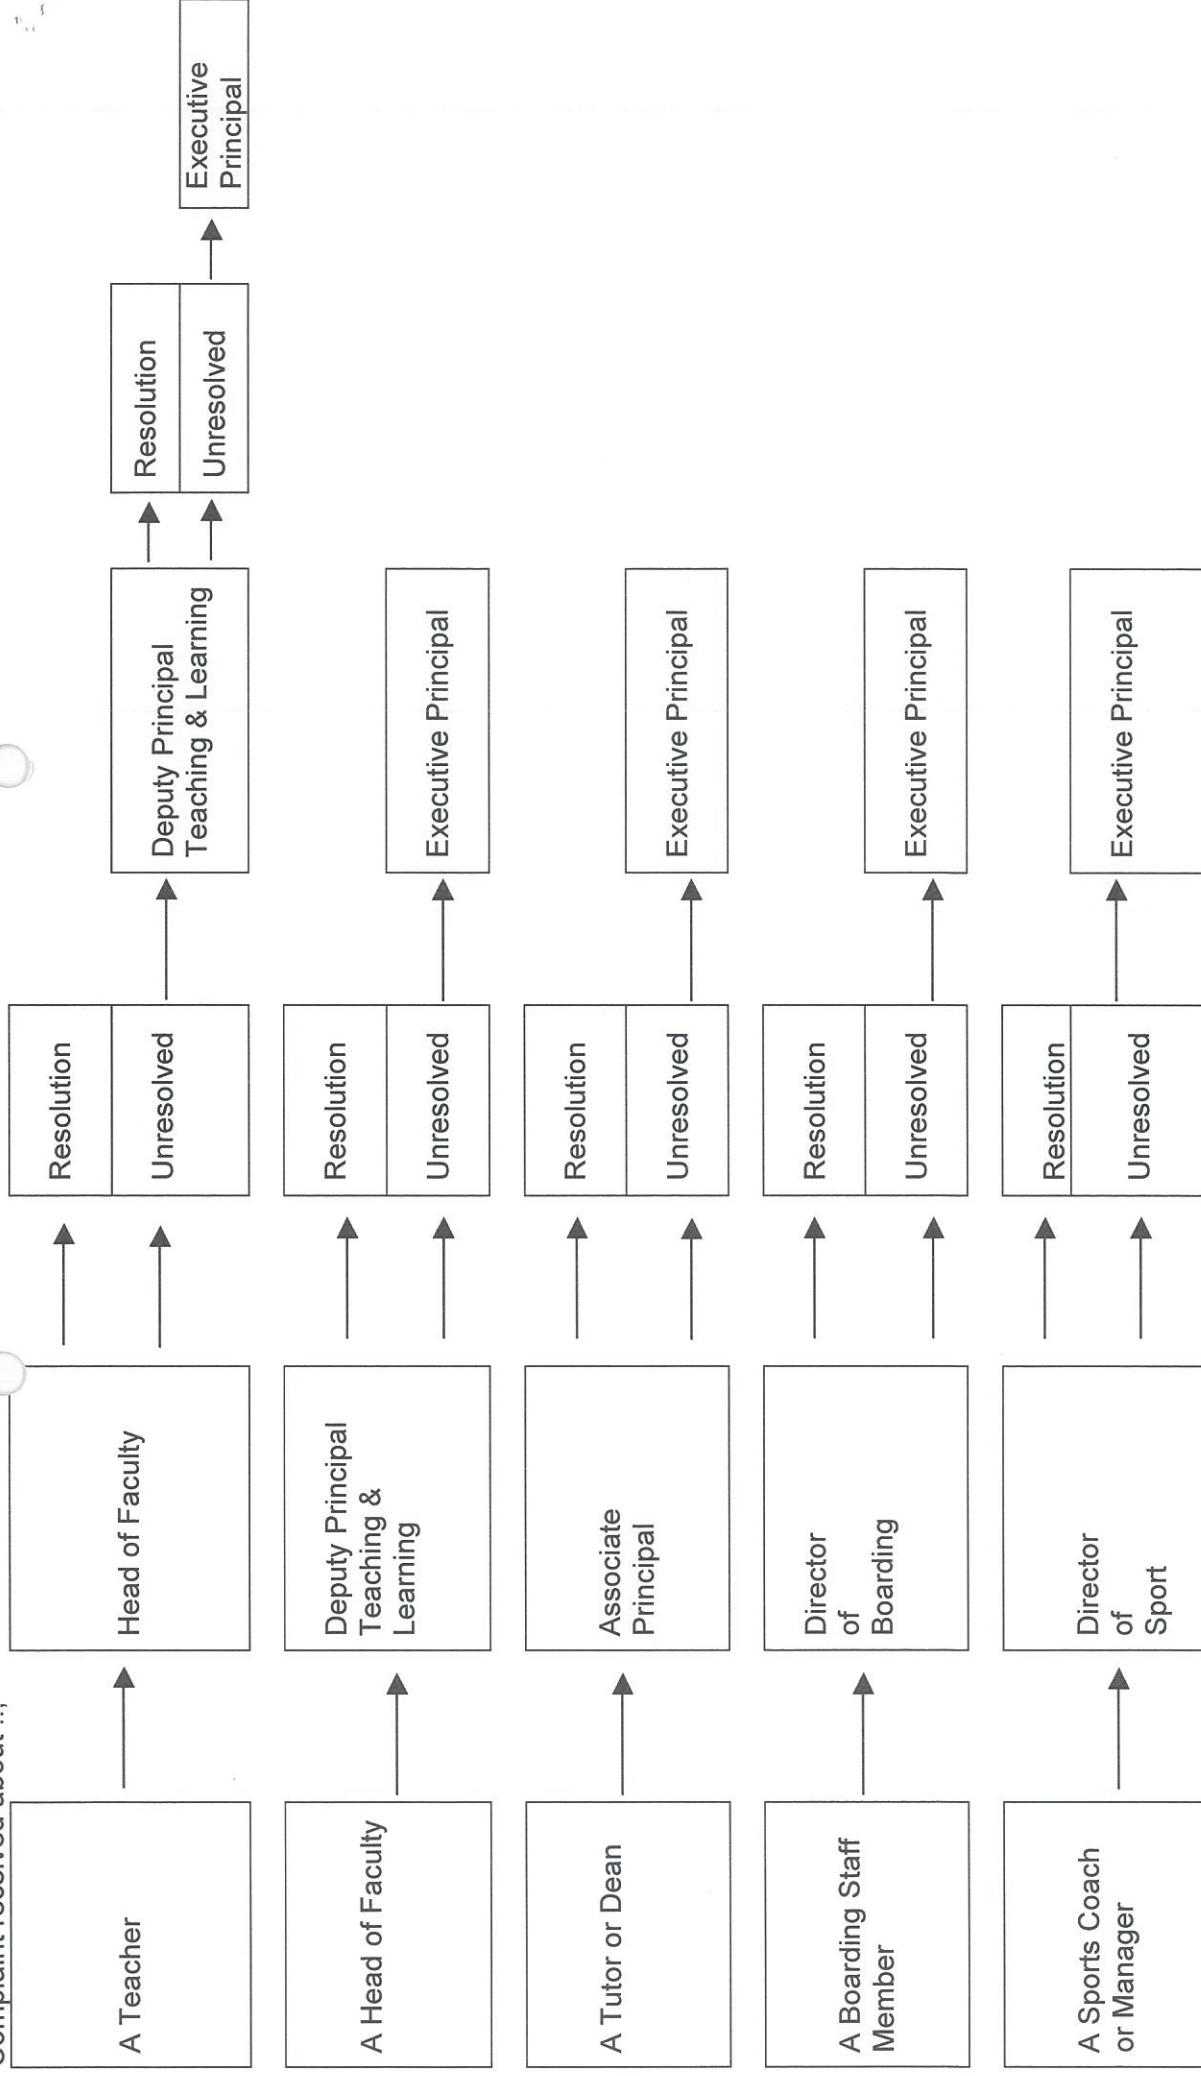 Complaint received about ..,
A Teacher
Head of Faculty
Resolution
Unresolved
Deputy Principal
Teaching & Learning
Resolution
Unresolved
Executive
Principal
A Head of Faculty
Deputy Principal
Teaching &
Learning
Resolution
Unresolved
Executive Principal
A Tutor or Dean
Associate
Principal
Resolution
Unresolved
Executive Principal
A Boarding Staff
Member
Director
of
Boarding
Resolution
Unresolved
Executive Principal
A Sports Coach
or Manager
Director
of
Sport
Resolution
Unresolved
Executive Principal